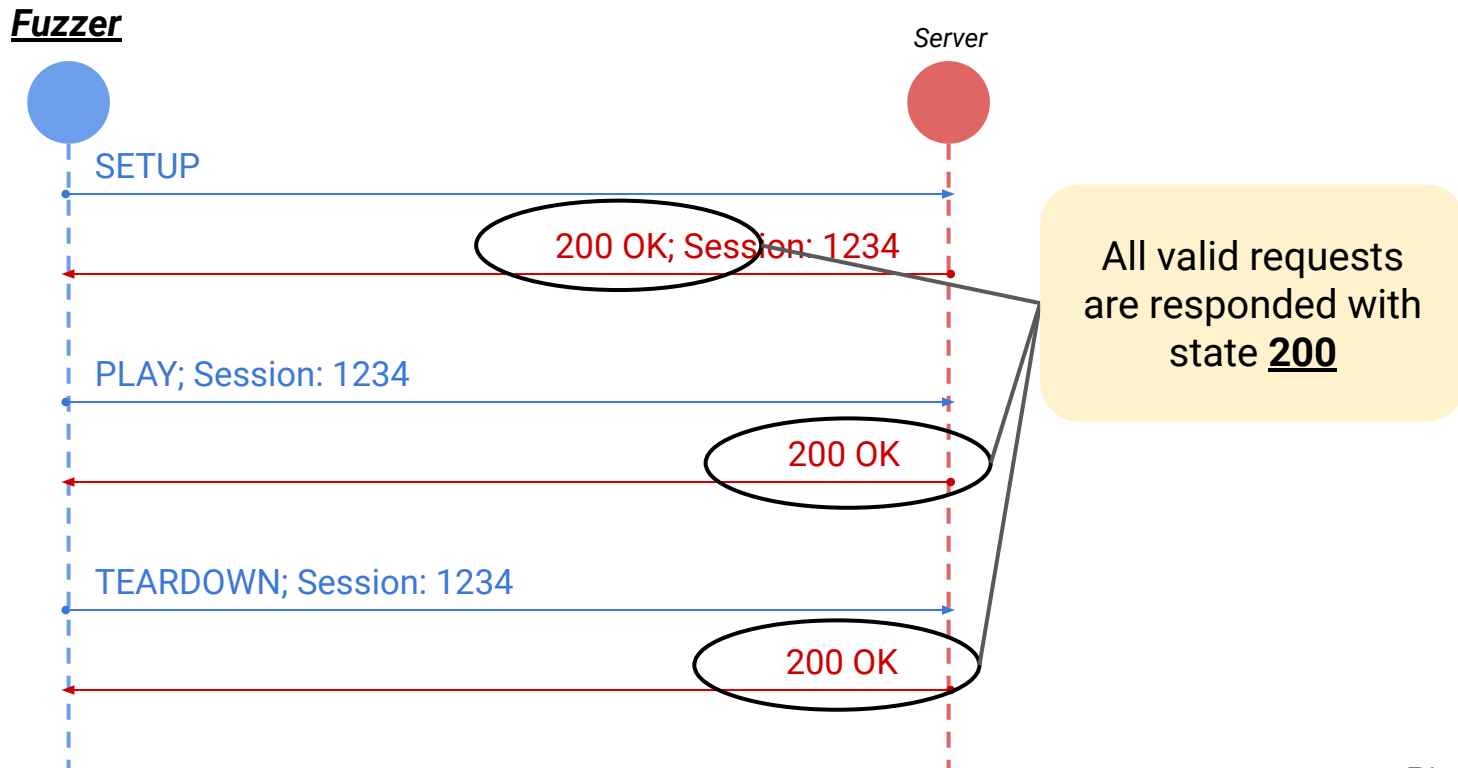 Fuzzer
Server
SETUP
200 OK; Session: 1234
PLAY; Session: 1234
200 OK
TEARDOWN; Session: 1234
200 OK
All valid requests
are responded with
state 200